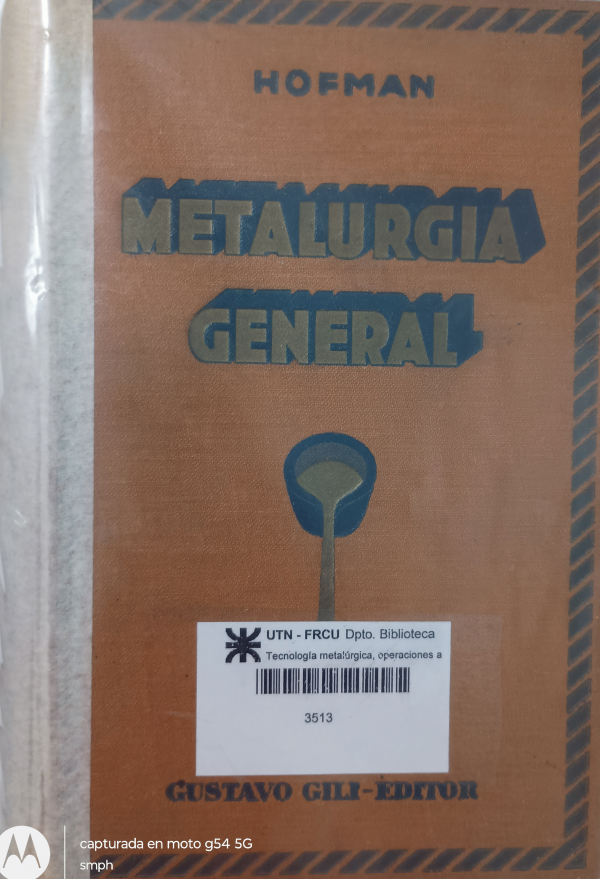 HOFMAN
METALURGIA
GENERAL
UTN - FRCU Dpto. Biblioteca
Tecnología metalúrgica, operaciones a
3513
GUSTAVO GILI-EDITOR
capturada en moto g54 5G
smph